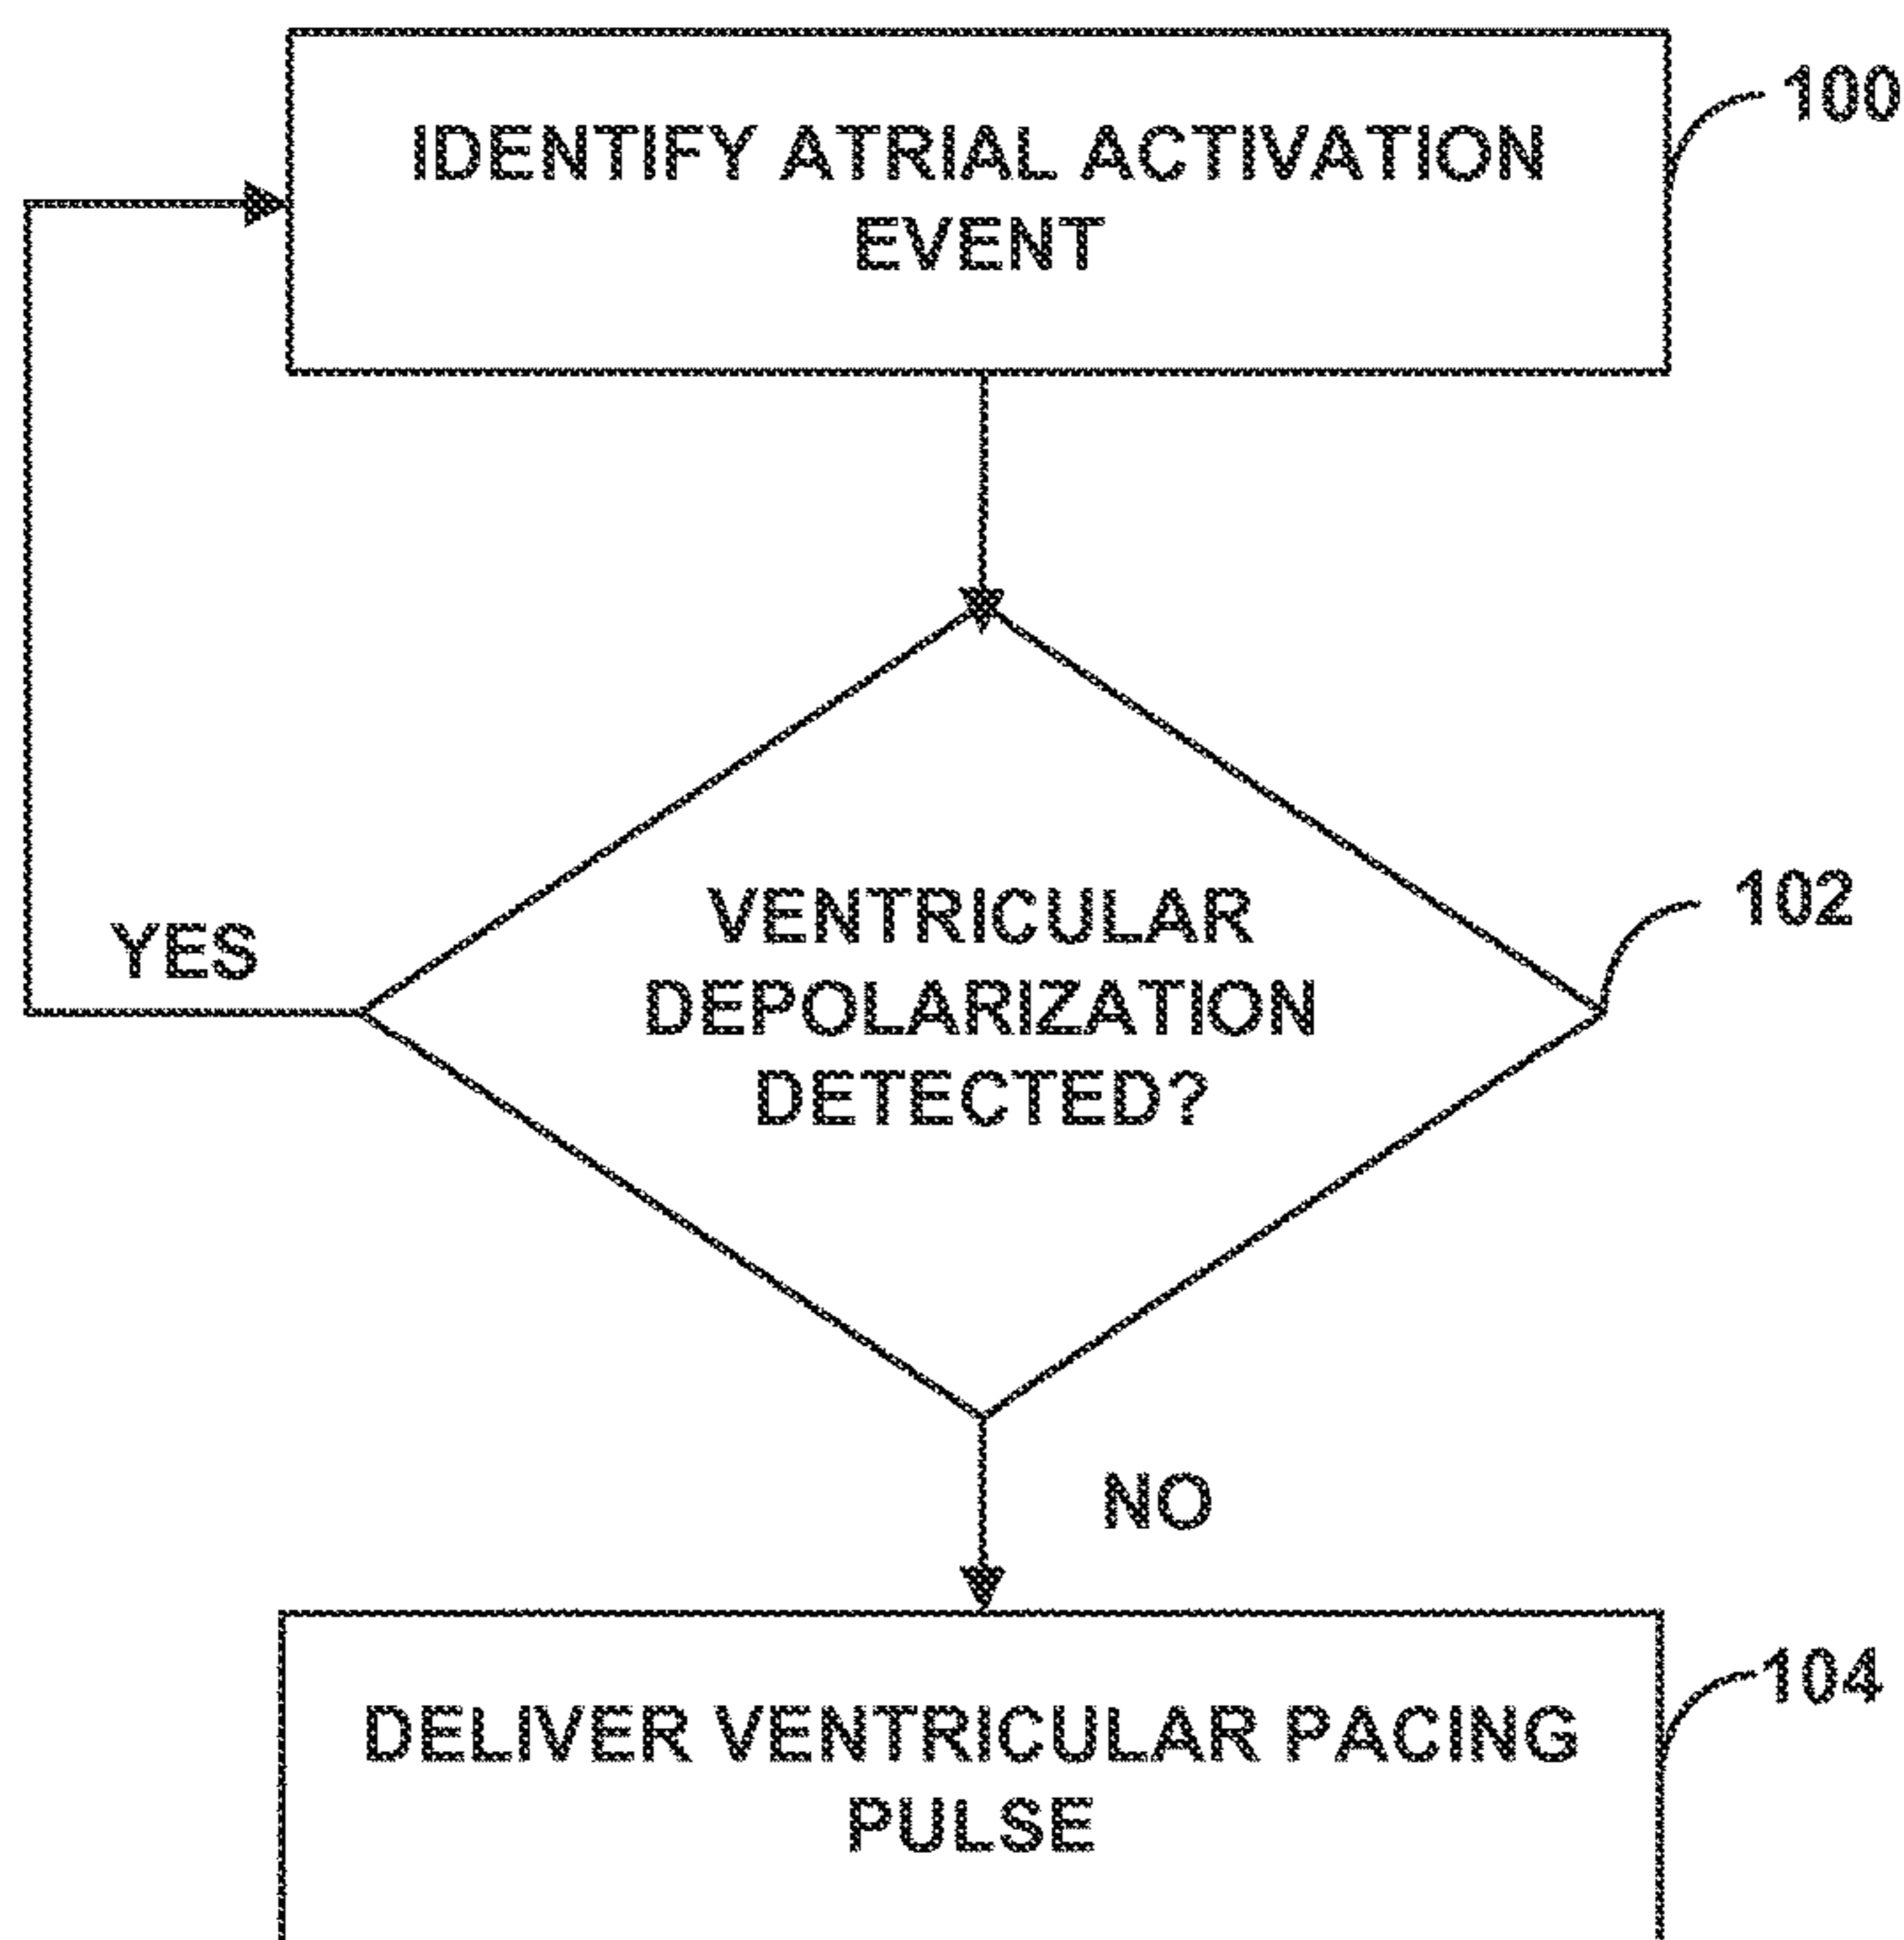 IDENTIFY ATRIAL ACTIVATION
EVENT
100
VENTRICULAR
DEPOLARIZATION
DETECTED?
102
YES
NO
DELIVER VENTRICULAR PACING
PULSE
104